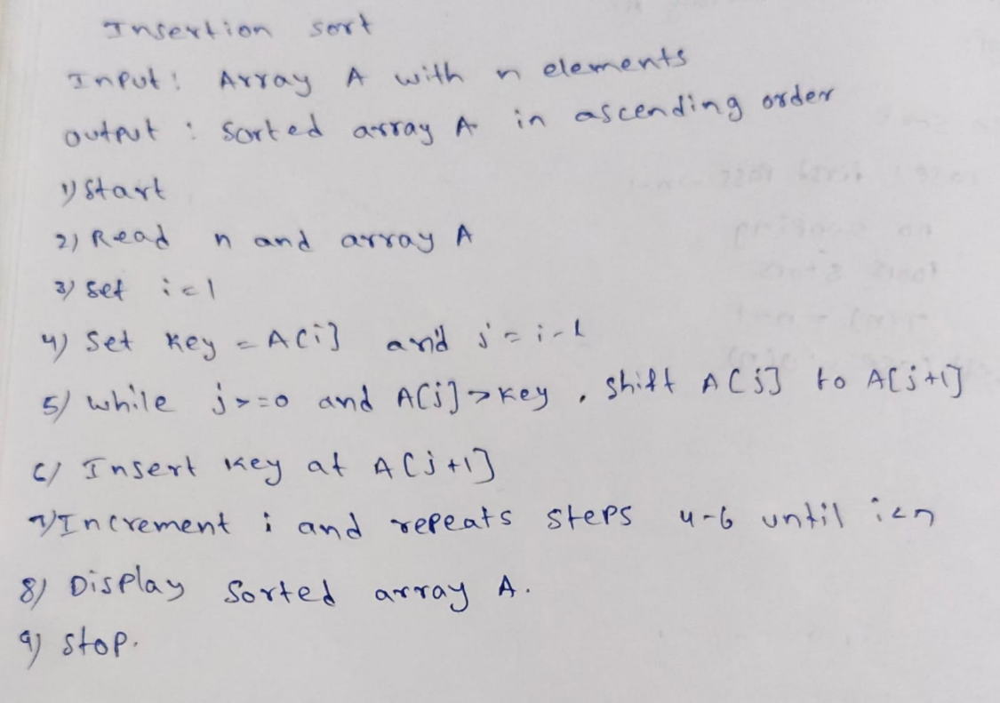 Insertion sort
Input: Array A with n elements
output : Sorted array A in ascending order
1) Start
2) Read n and array A
3) Set i=1
4) Set key = A[i] and j=i-1
5) while j>=0 and A[j]>key, shift A[j] to A[j+1]
6) Insert key at A[j+1]
7) Increment i and repeats steps 4-6 until i<n
8) Display sorted array A.
9) stop.